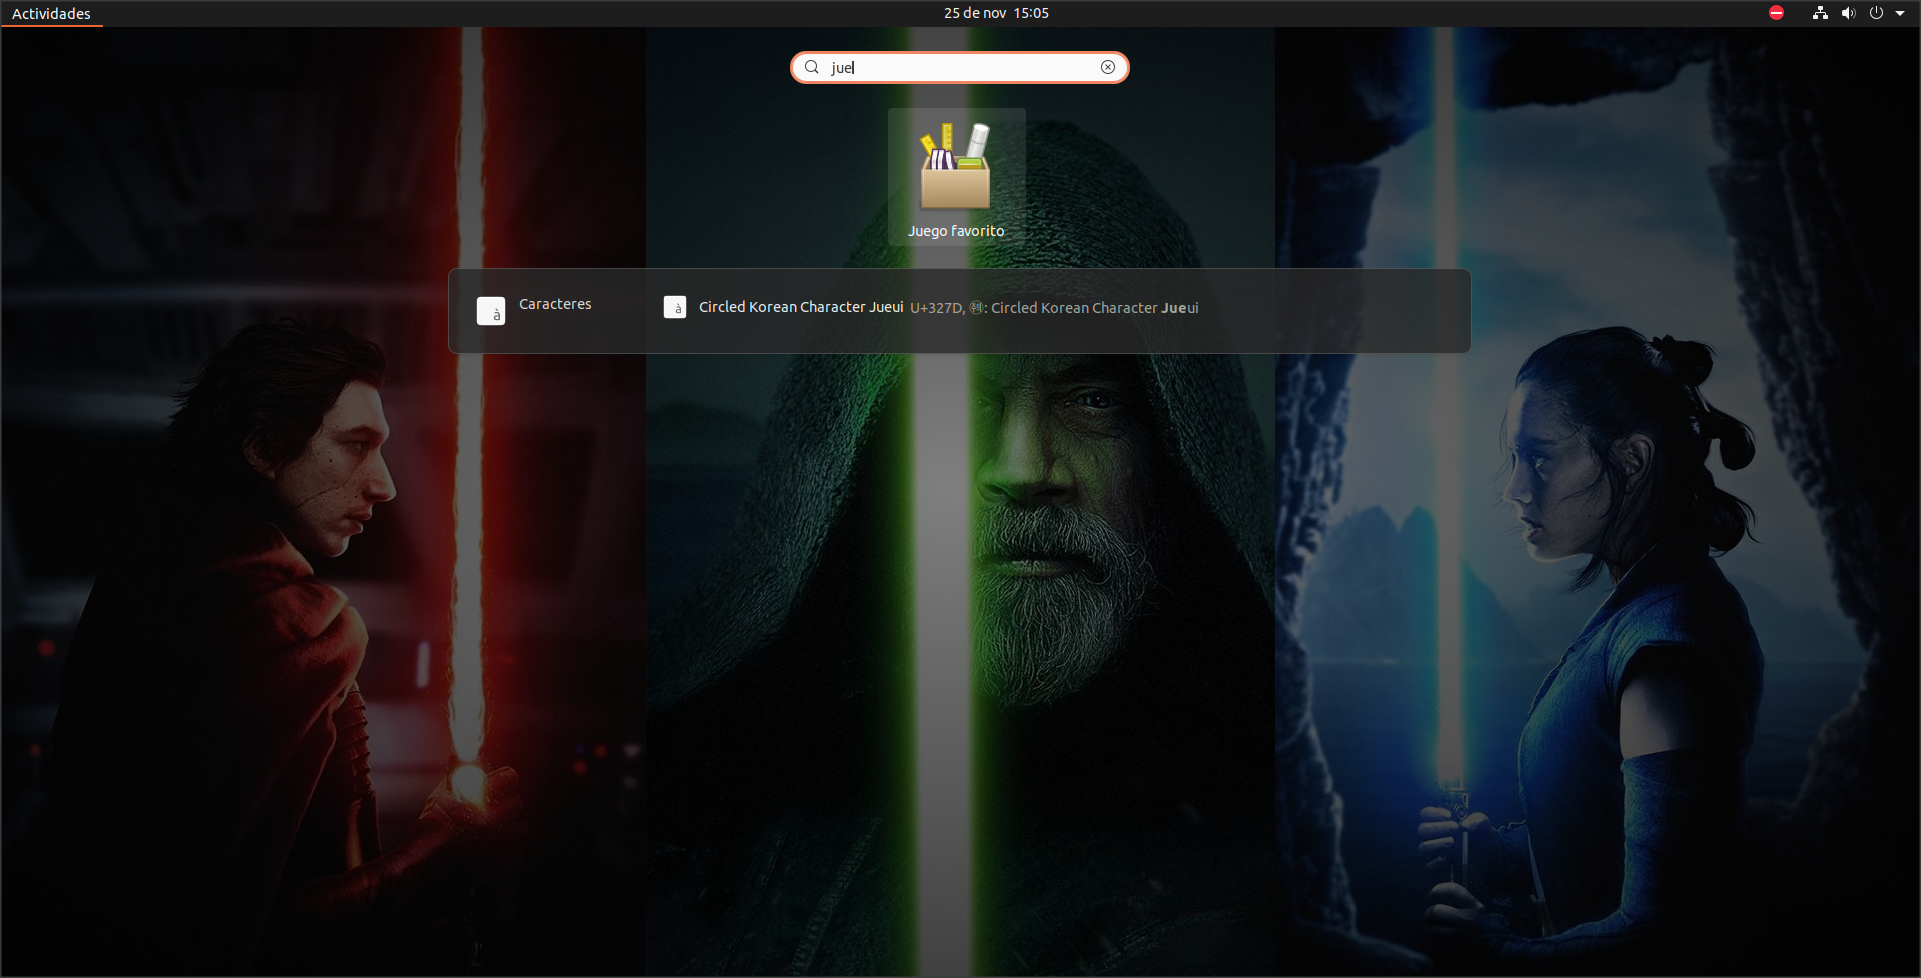 Actividades
25 de nov 15:05
jue
Juego favorito
Caracteres
à
à
Circled Korean Character Jueui U+327D, ㉽: Circled Korean Character Jueui